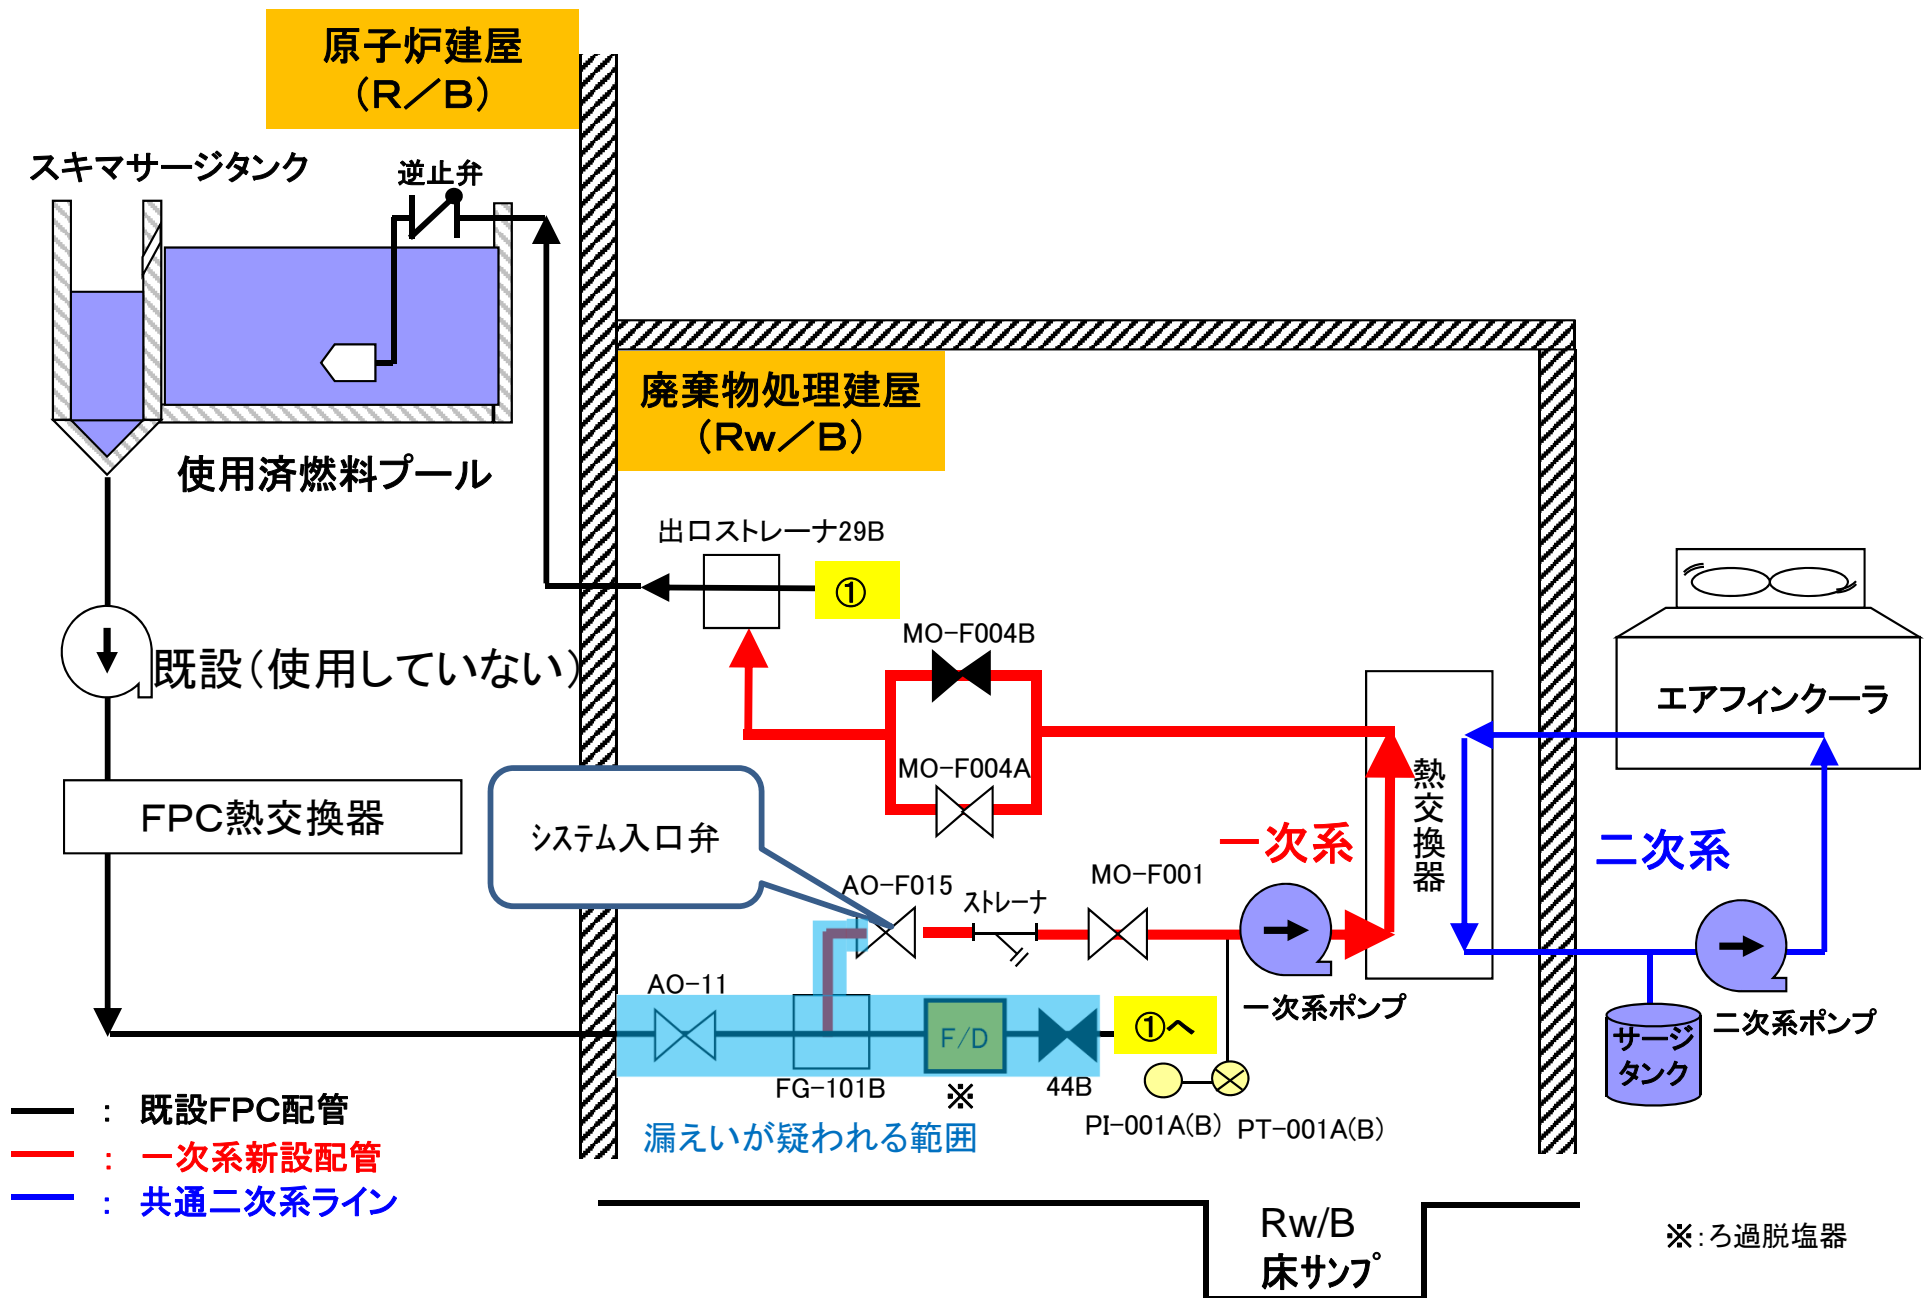 原子炉建屋
（R／B）
スキマサージタンク
逆止弁
使用済燃料プール
廃棄物処理建屋
（Rw／B）
出口ストレーナ29B
①
MO-F004B
既設（使用していない）
MO-F004A
エアフィンクーラ
熱交換器
FPC熱交換器
システム入口弁
一次系
二次系
AO-F015
ストレーナ
MO-F001
AO-11
一次系ポンプ
二次系ポンプ
①へ
F/D
サージ
タンク
FG-101B
※
44B
PI-001A(B)
PT-001A(B)
漏えいが疑われる範囲
： 既設FPC配管
： 一次系新設配管
： 共通二次系ライン
Rw/B
床サンプ
※：ろ過脱塩器